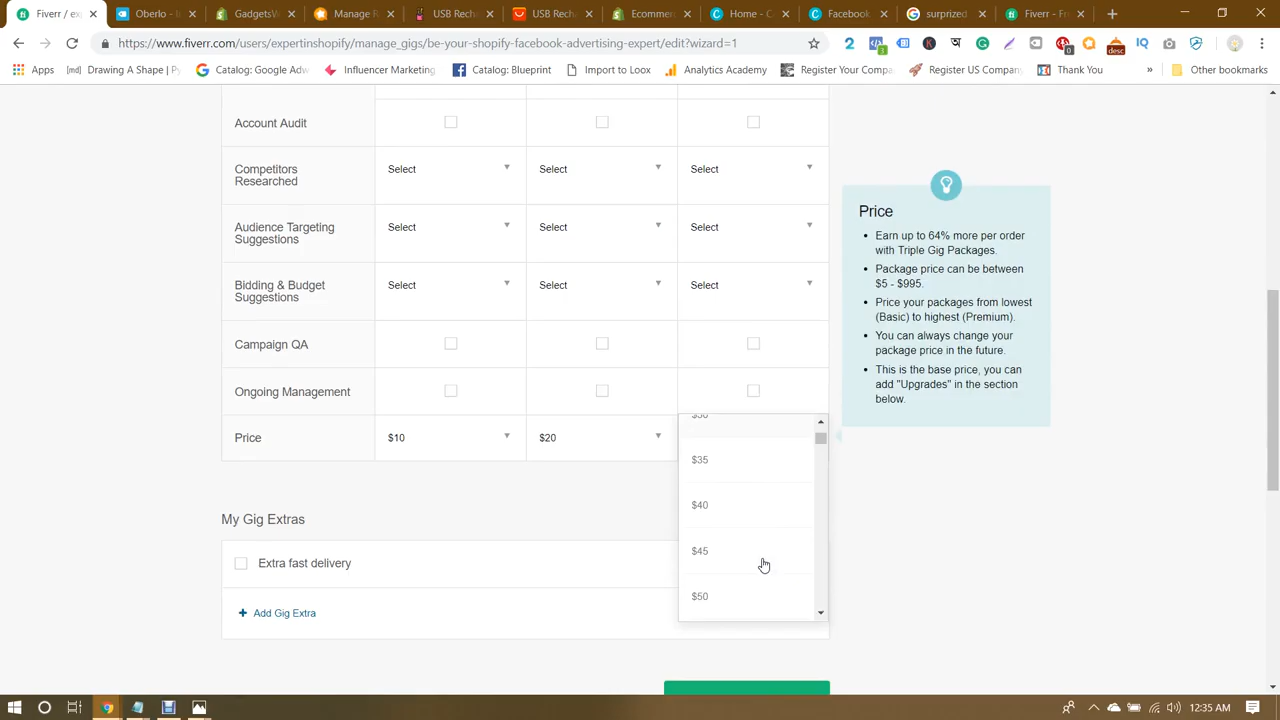 Fiverr / exp
Oberlo - In
GadgetsW
Manage R
USB Rech
USB Rech
Ecommerc
Home - C
Facebook
surprized
Fiverr - Fr
https://www.fiverr.com/users/expertinshopify/manage_gigs/be-your-shopify-facebook-advertising-expert/edit?wizard=1
Apps
Drawing A Shape | Py
Catalog: Google Adw
Influencer Marketing
Catalog: Blueprint
Import to Loox
Analytics Academy
Register Your Compa
Register US Company
Thank You
Other bookmarks
Account Audit
Competitors
Researched
Select
Select
Select
Audience Targeting
Suggestions
Select
Select
Select
Bidding & Budget
Suggestions
Select
Select
Select
Campaign QA
Ongoing Management
Price
$10
$20
$30
$35
$40
$45
$50
My Gig Extras
Extra fast delivery
Add Gig Extra
Price
Earn up to 64% more per order
with Triple Gig Packages.
Package price can be between
$5 - $995.
Price your packages from lowest
(Basic) to highest (Premium).
You can always change your
package price in the future.
This is the base price, you can
add "Upgrades" in the section
below.
12:35 AM